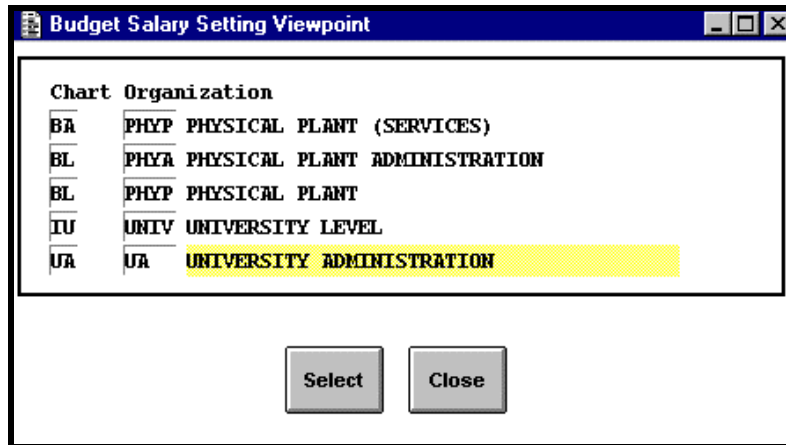 Budget Salary Setting Viewpoint
Chart Organization
BA PHYP PHYSICAL PLANT (SERVICES)
BL PHYA PHYSICAL PLANT ADMINISTRATION
BL PHYP PHYSICAL PLANT
IU UNIV UNIVERSITY LEVEL
UA UA UNIVERSITY ADMINISTRATION
Select Close